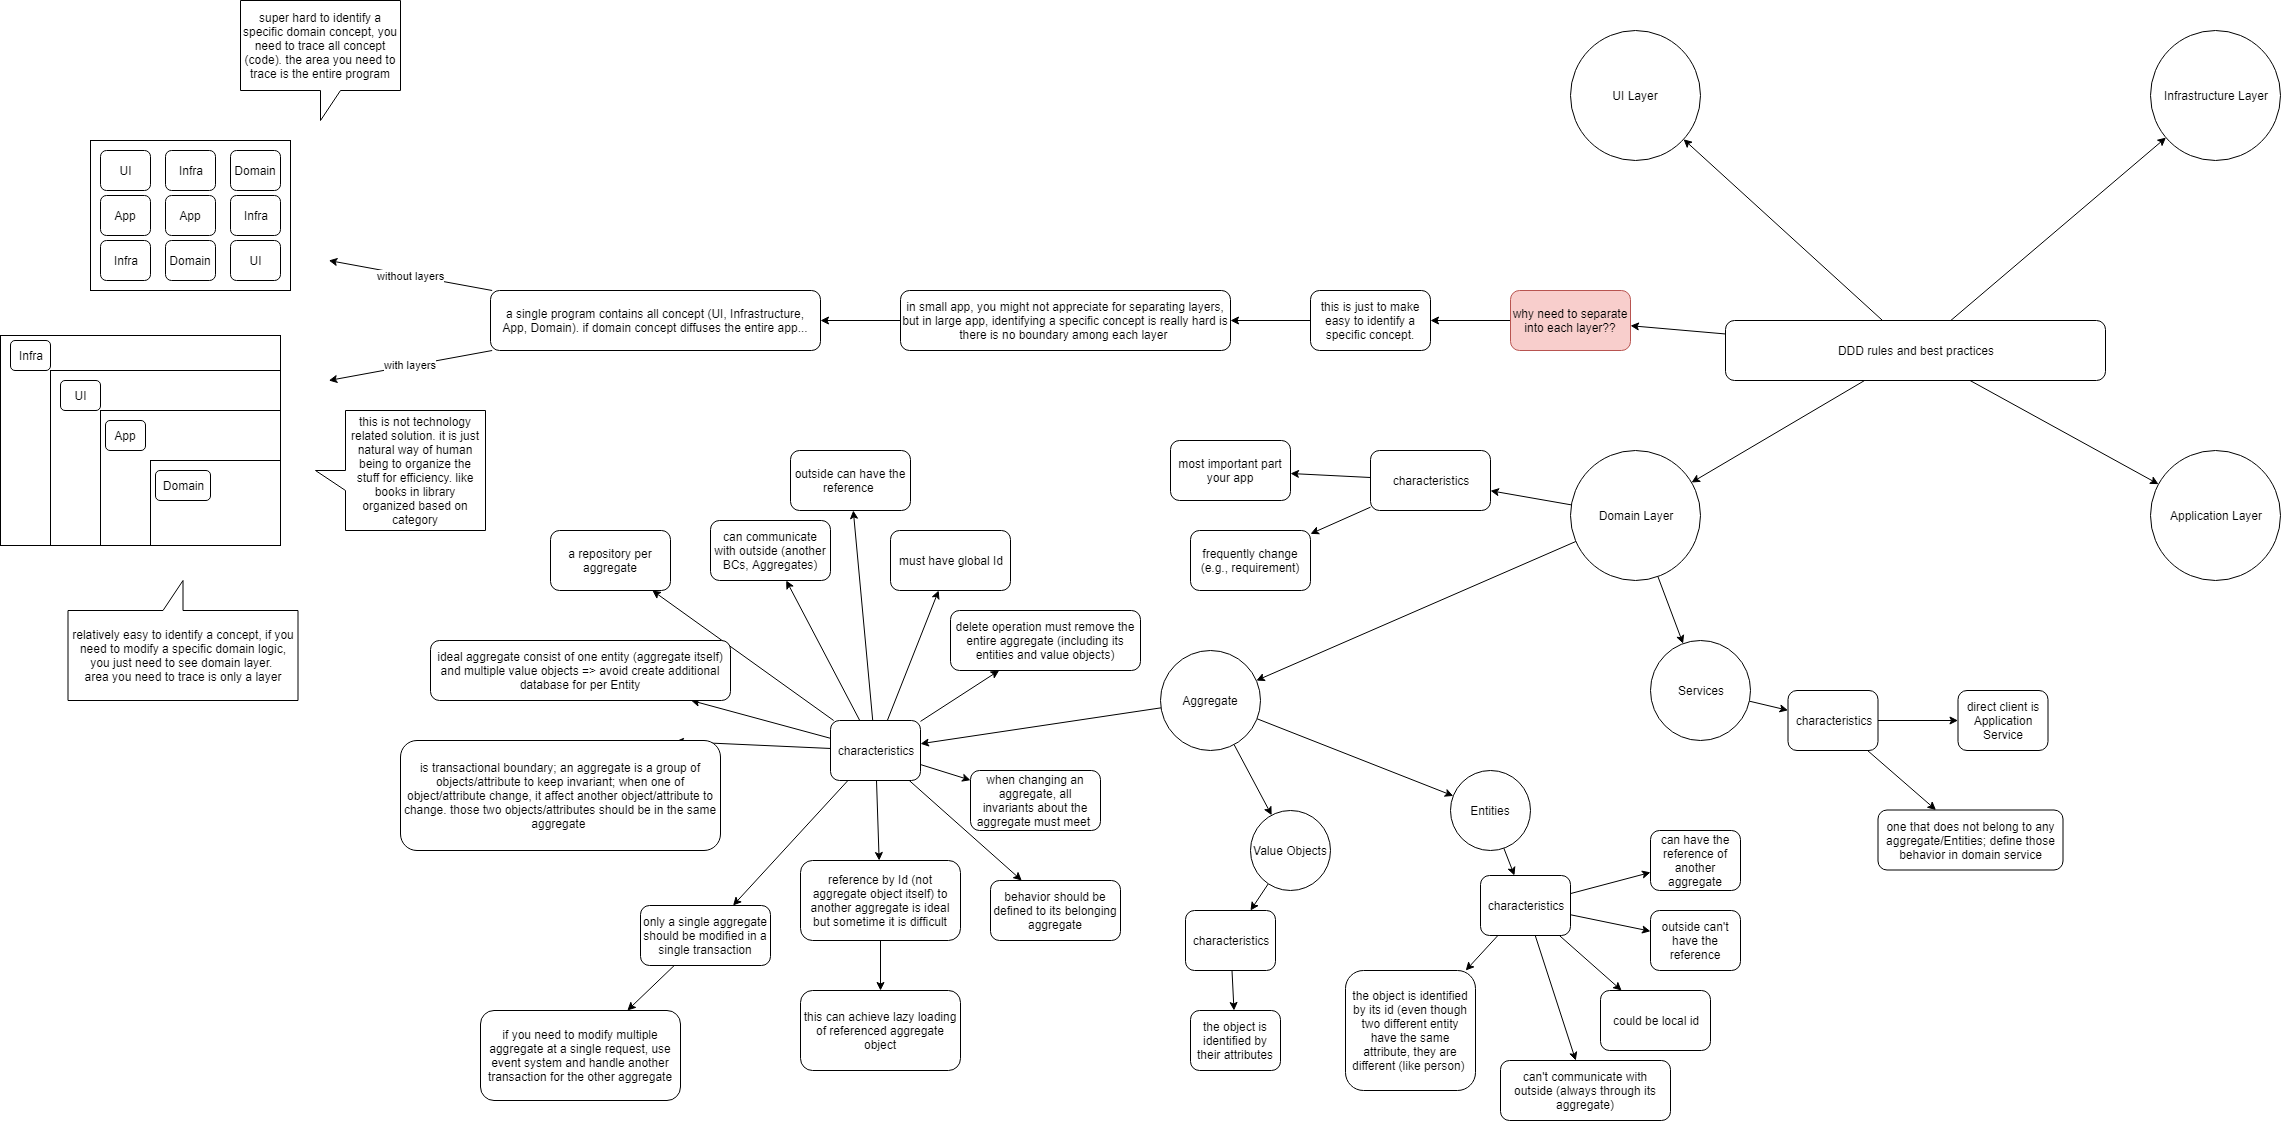 super hard to identify a
specific domain concept, you
need to trace all concept
(code). the area you need to
trace is the entire program
UI Layer
Infrastructure Layer
UI
Infra
Domain
App
App
Infra
Infra
Domain
UI
without layers
a single program contains all concept (UI, Infrastructure,
App, Domain). if domain concept diffuses the entire app...
in small app, you might not appreciate for separating layers,
but in large app, identifying a specific concept is really hard is
there is no boundary among each layer
this is just to make
easy to identify a
specific concept.
why need to separate
into each layer??
DDD rules and best practices
with layers
Infra
UI
App
Domain
this is not technology
related solution. it is just
natural way of human
being to organize the
stuff for efficiency. like
books in library
organized based on
category
relatively easy to identify a concept, if you
need to modify a specific domain logic,
you just need to see domain layer.
area you need to trace is only a layer
most important part
your app
characteristics
frequently change
(e.g., requirement)
Domain Layer
Application Layer
outside can have the
reference
can communicate
with outside (another
BCs, Aggregates)
a repository per
aggregate
must have global Id
delete operation must remove the
entire aggregate (including its
entities and value objects)
ideal aggregate consist of one entity (aggregate itself)
and multiple value objects => avoid create additional
database for per Entity
Aggregate
Services
characteristics
direct client is
Application
Service
one that does not belong to any
aggregate/Entities; define those
behavior in domain service
characteristics
is transactional boundary; an aggregate is a group of
objects/attribute to keep invariant; when one of
object/attribute change, it affect another object/attribute to
change. those two objects/attributes should be in the same
aggregate
when changing an
aggregate, all
invariants about the
aggregate must meet
only a single aggregate
should be modified in a
single transaction
reference by Id (not
aggregate object itself) to
another aggregate is ideal
but sometime it is difficult
behavior should be
defined to its belonging
aggregate
if you need to modify multiple
aggregate at a single request, use
event system and handle another
transaction for the other aggregate
this can achieve lazy loading
of referenced aggregate
object
Value Objects
characteristics
the object is
identified by
their attributes
Entities
characteristics
can have the
reference of
another
aggregate
outside can't
have the
reference
could be local id
the object is identified
by its id (even though
two different entity
have the same
attribute, they are
different (like person)
can't communicate with
outside (always through its
aggregate)